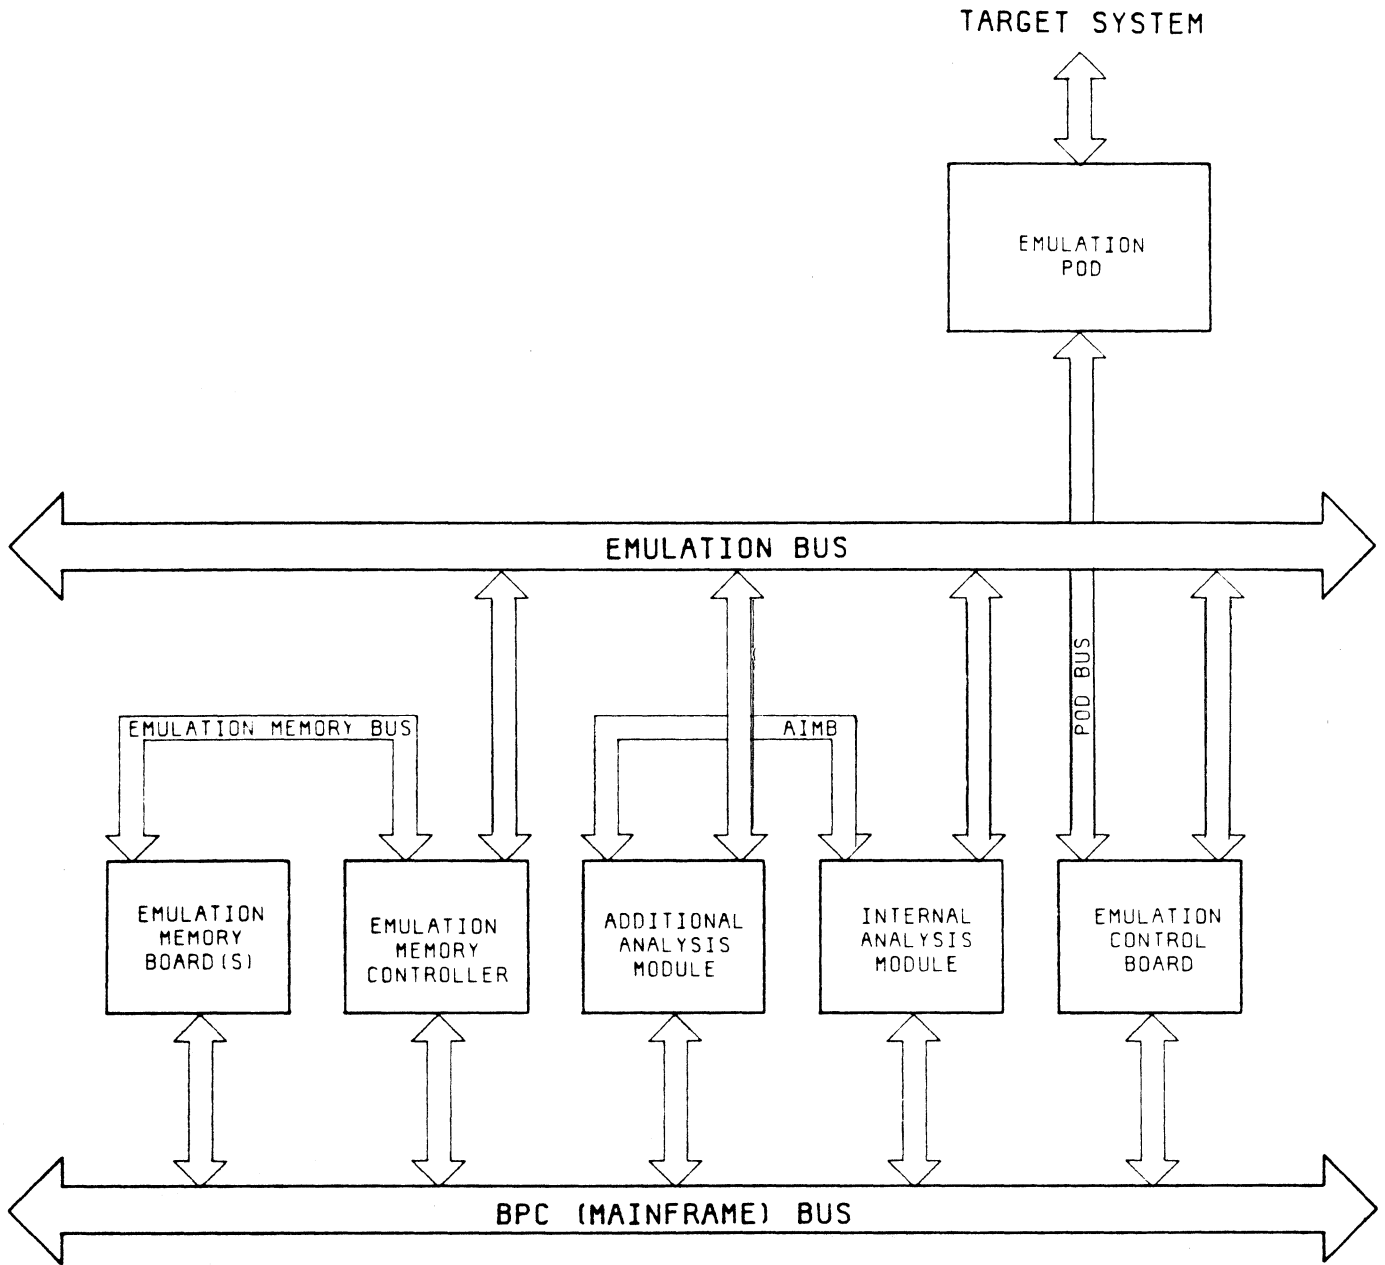 TARGET SYSTEM
EMULATION
POD
EMULATION BUS
POD BUS
EMULATION MEMORY BUS
AIMB
EMULATION
MEMORY
BOARD(S)
EMULATION
MEMORY
CONTROLLER
ADDITIONAL
ANALYSIS
MODULE
INTERNAL
ANALYSIS
MODULE
EMULATION
CONTROL
BOARD
BPC (MAINFRAME) BUS